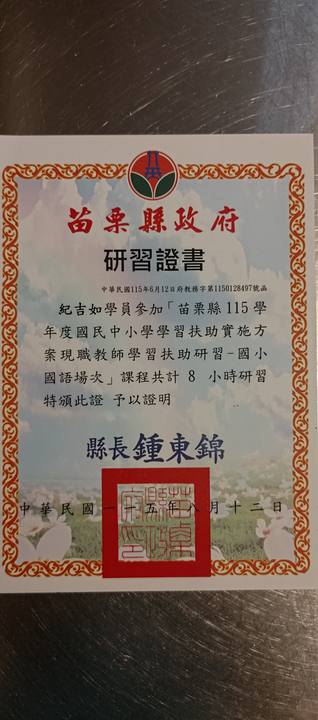 苗栗縣政府
研習證書
中華民國115年6月12日府教務字第1150128497號函
紀吉如學員參加「苗栗縣115學
年度國民中小學學習扶助實施方
案現職教師學習扶助研習-國小
國語場次」課程共計 8 小時研習
特頒此證 予以證明
縣長鍾東錦
苗栗縣政府印
中華民國一一五年八月十二日